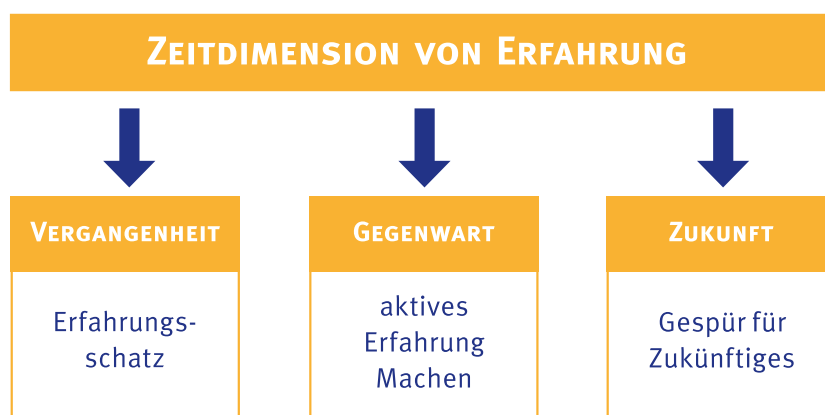 Zeitdimension von Erfahrung
Vergangenheit
Erfahrungs-
schatz
Gegenwart
aktives
Erfahrung
Machen
Zukunft
Gespür für
Zukünftiges